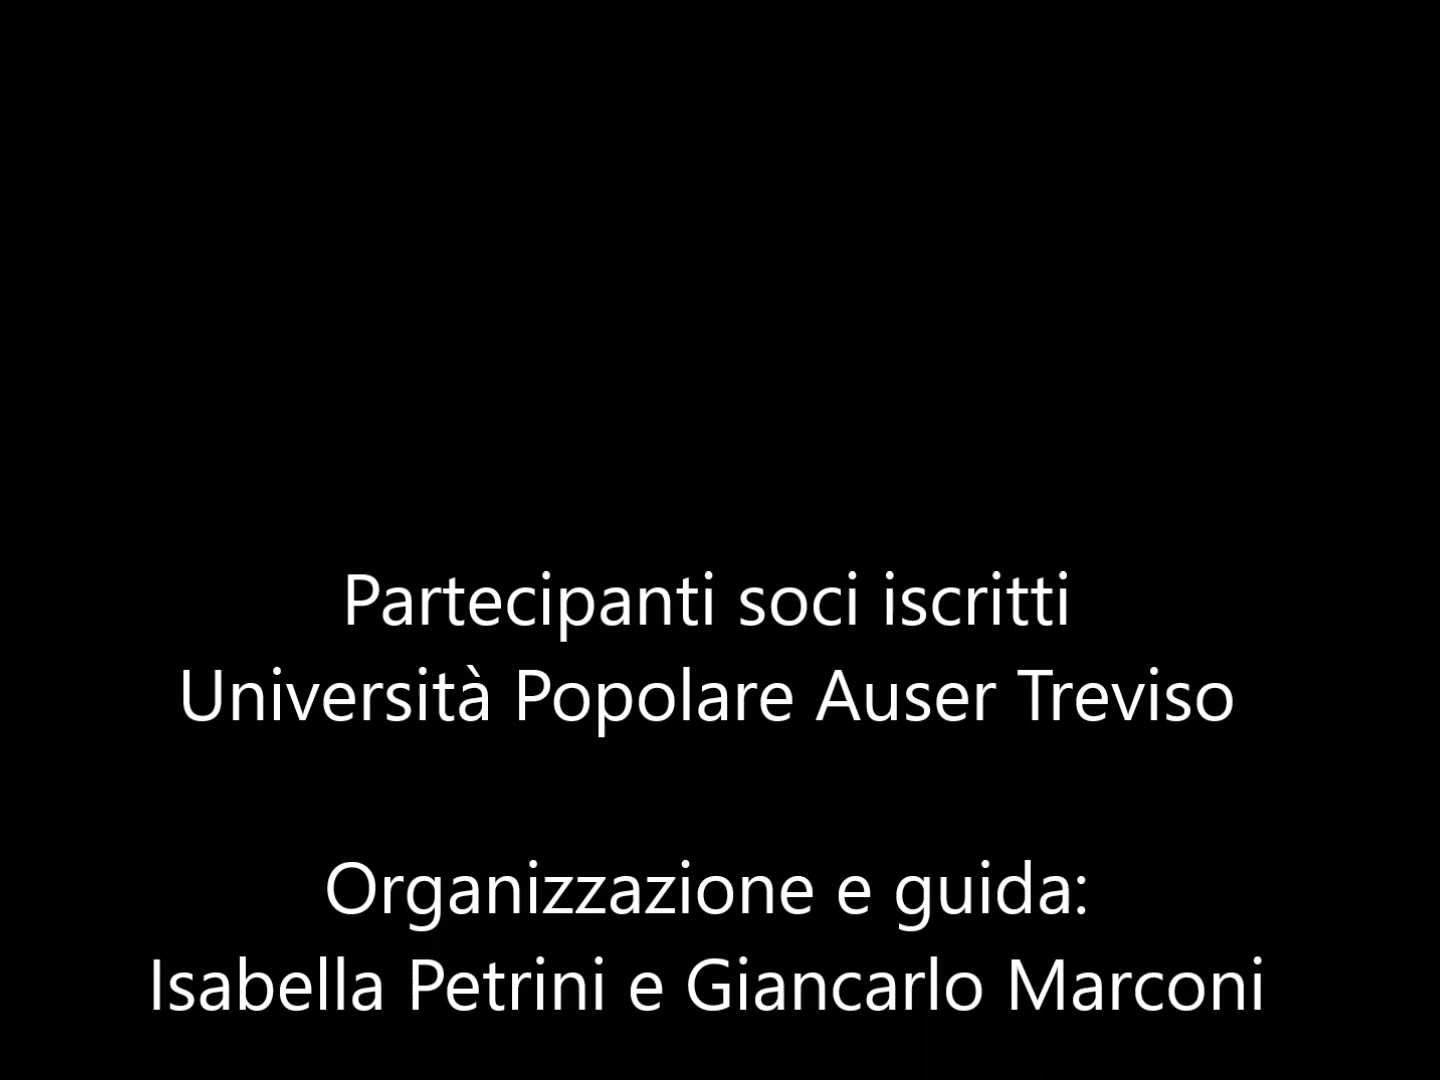 Partecipanti soci iscritti
Università Popolare Auser Treviso
Organizzazione e guida:
Isabella Petrini e Giancarlo Marconi